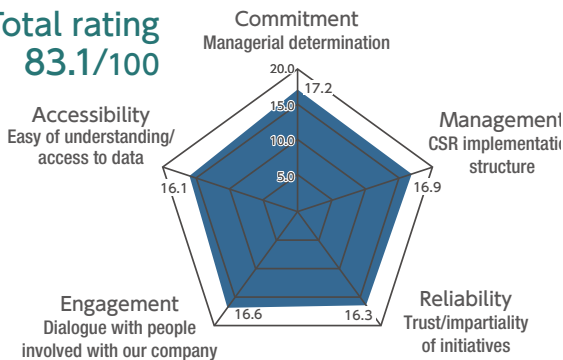 Total rating
83.1/100
Commitment
Managerial determination
20.0
17.2
15.0
10.0
5.0
Accessibility
Easy of understanding/
access to data
16.1
Management
CSR implementation
structure
16.9
Engagement
Dialogue with people
involved with our company
16.6
Reliability
Trust/impartiality
of initiatives
16.3